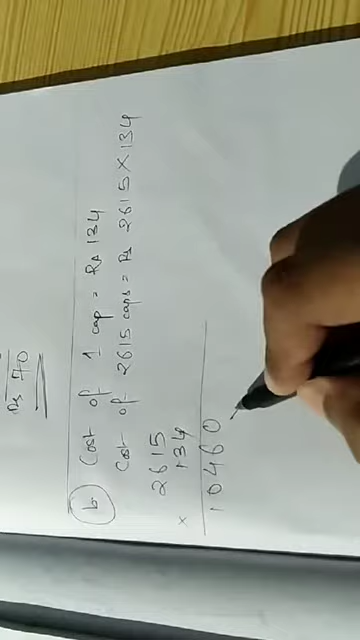 Rs 70
b. Cost of 1 cap = Rs 134
Cost of 2615 caps = Rs 2615 X 134
2615
x 134
10460